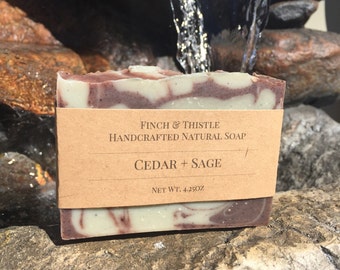 Finch & Thistle
Handcrafted Natural Soap
Cedar + Sage
Net Wt. 4.25oz